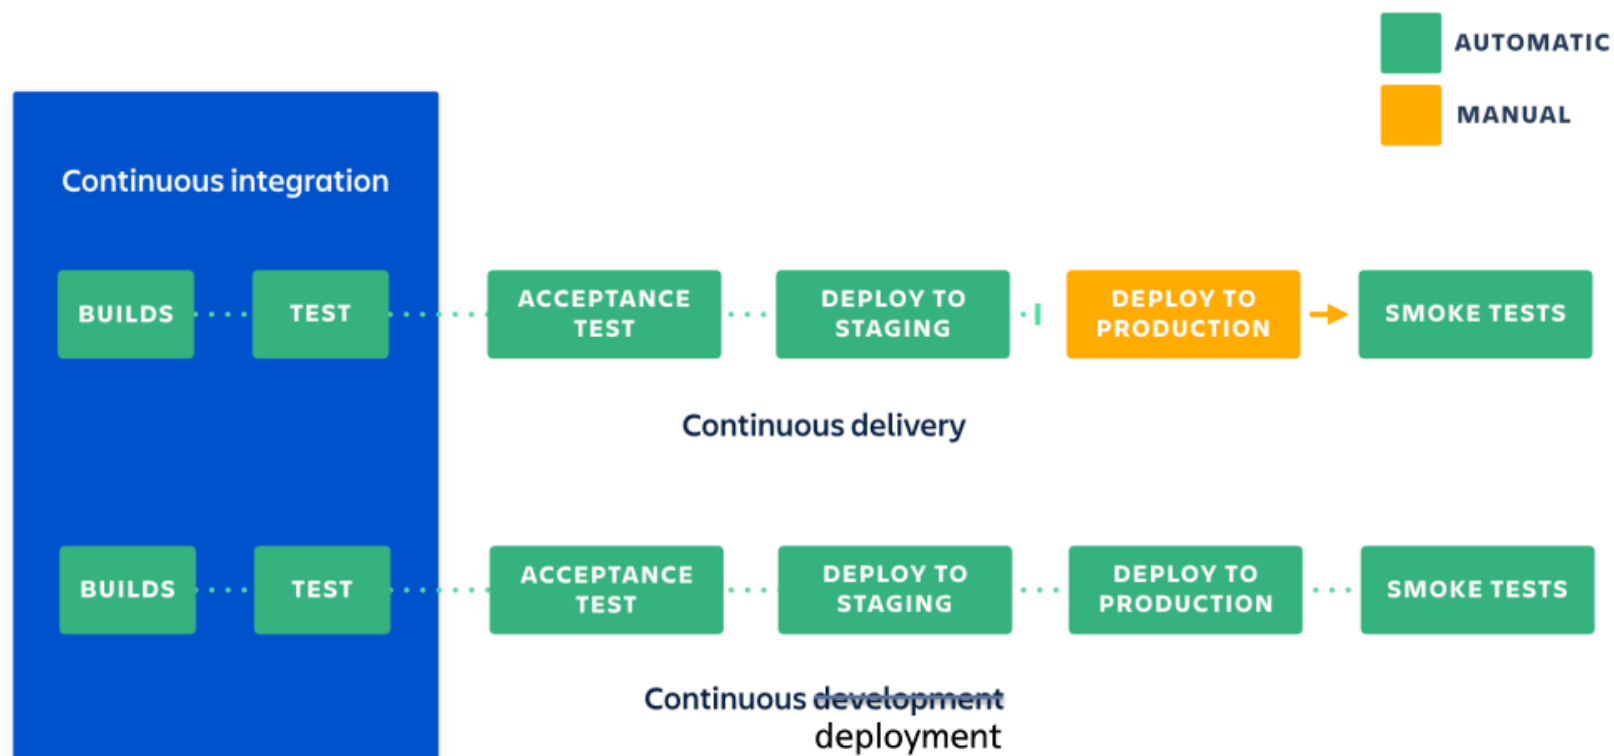 AUTOMATIC
MANUAL
Continuous integration
BUILDS
TEST
ACCEPTANCE
TEST
DEPLOY TO
STAGING
DEPLOY TO
PRODUCTION
SMOKE TESTS
Continuous delivery
BUILDS
TEST
ACCEPTANCE
TEST
DEPLOY TO
STAGING
DEPLOY TO
PRODUCTION
SMOKE TESTS
Continuous development
deployment